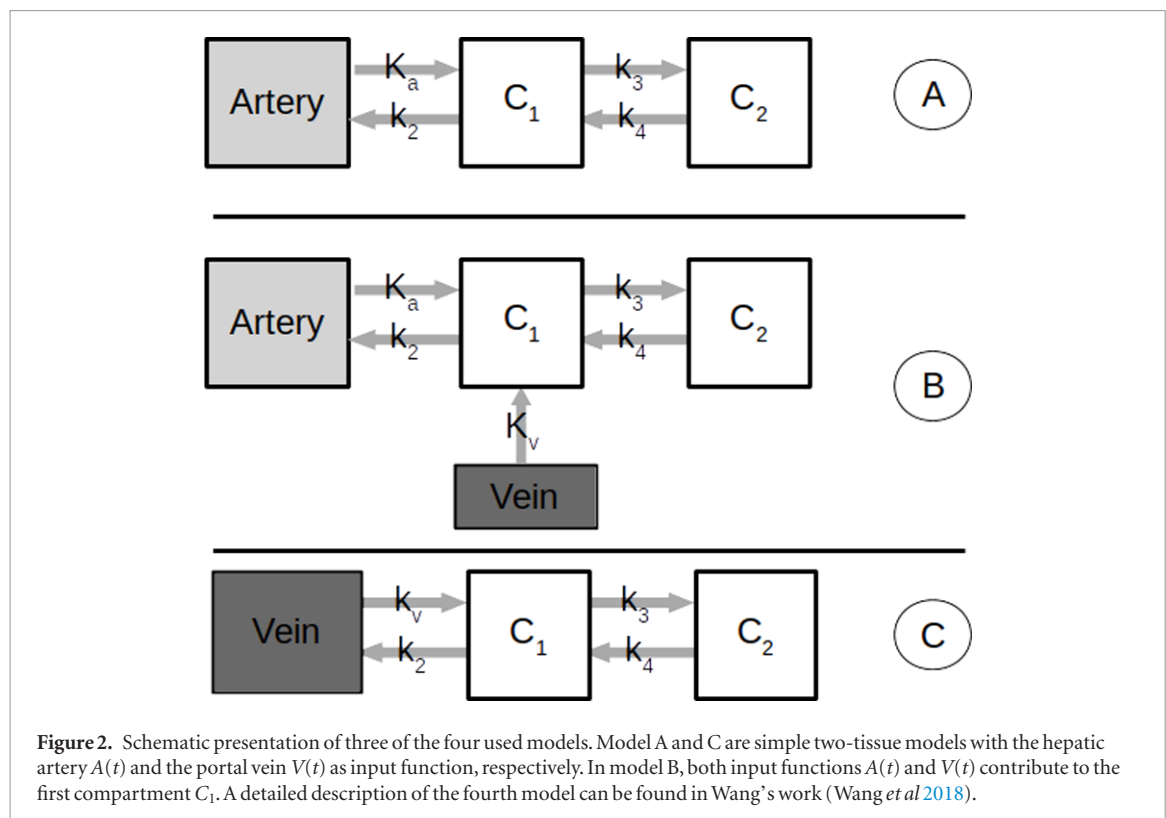 Artery Kₐ k₂ C₁ k₃ k₄ C₂ A
Artery Kₐ k₂ C₁ k₃ k₄ C₂ B
Kᵥ
Vein
Vein kᵥ k₂ C₁ k₃ k₄ C₂ C
Figure 2. Schematic presentation of three of the four used models. Model A and C are simple two-tissue models with the hepatic
artery A(t) and the portal vein V(t) as input function, respectively. In model B, both input functions A(t) and V(t) contribute to the
first compartment C₁. A detailed description of the fourth model can be found in Wang's work (Wang et al 2018).